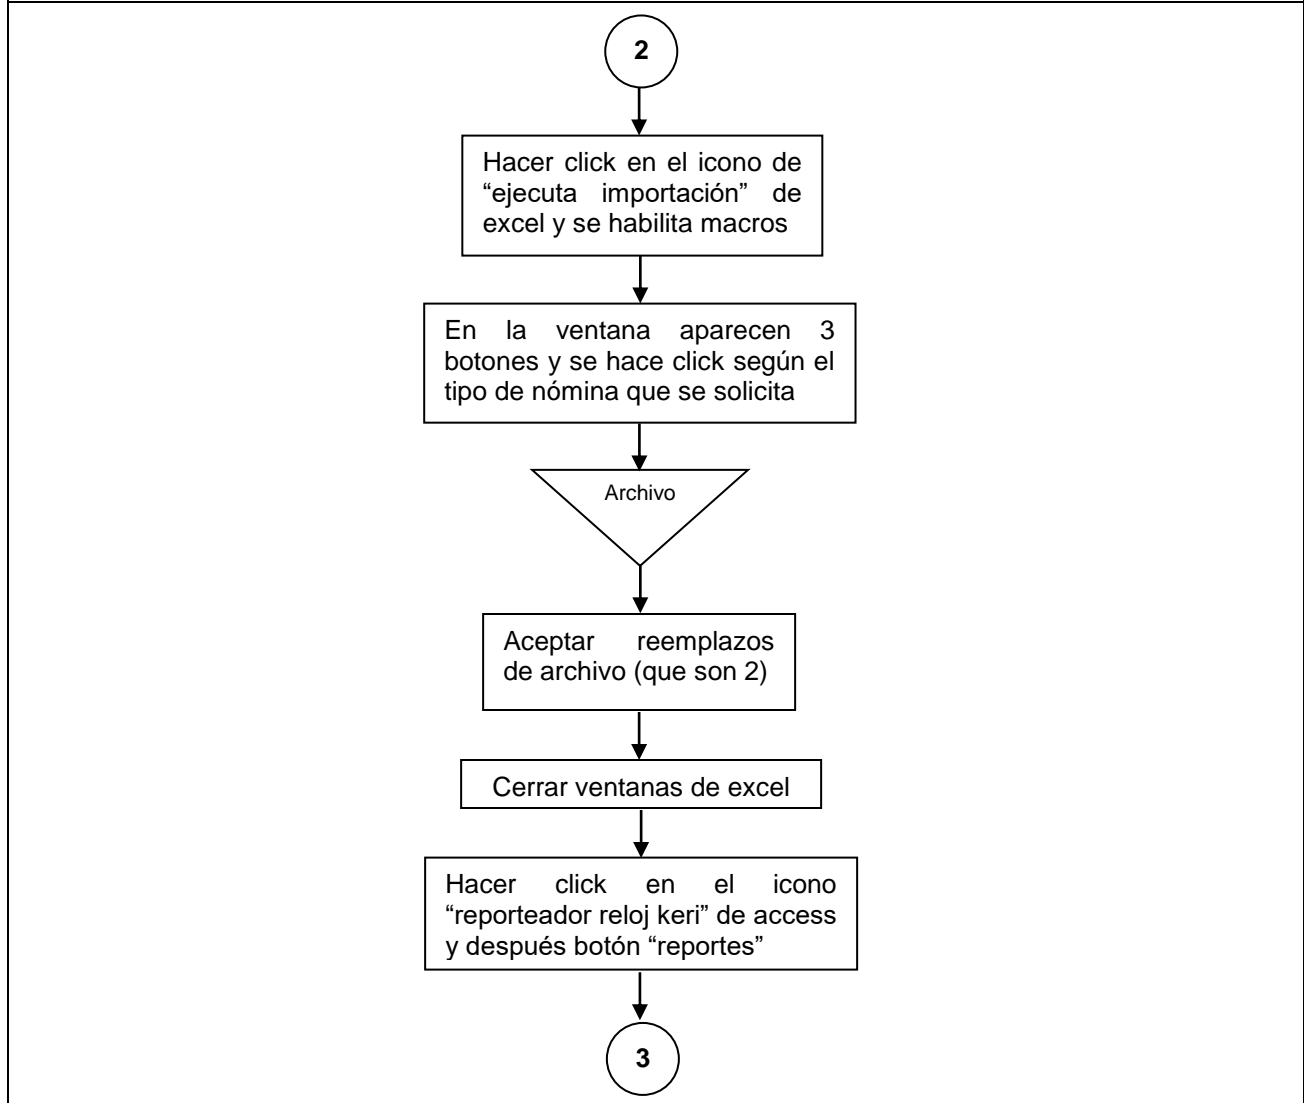 2
Hacer click en el icono de
“ejecuta importación” de
excel y se habilita macros
En la ventana aparecen 3
botones y se hace click según el
tipo de nómina que se solicita
Archivo
Aceptar reemplazos
de archivo (que son 2)
Cerrar ventanas de excel
Hacer click en el icono
“reporteador reloj keri” de access
y después botón “reportes”
3